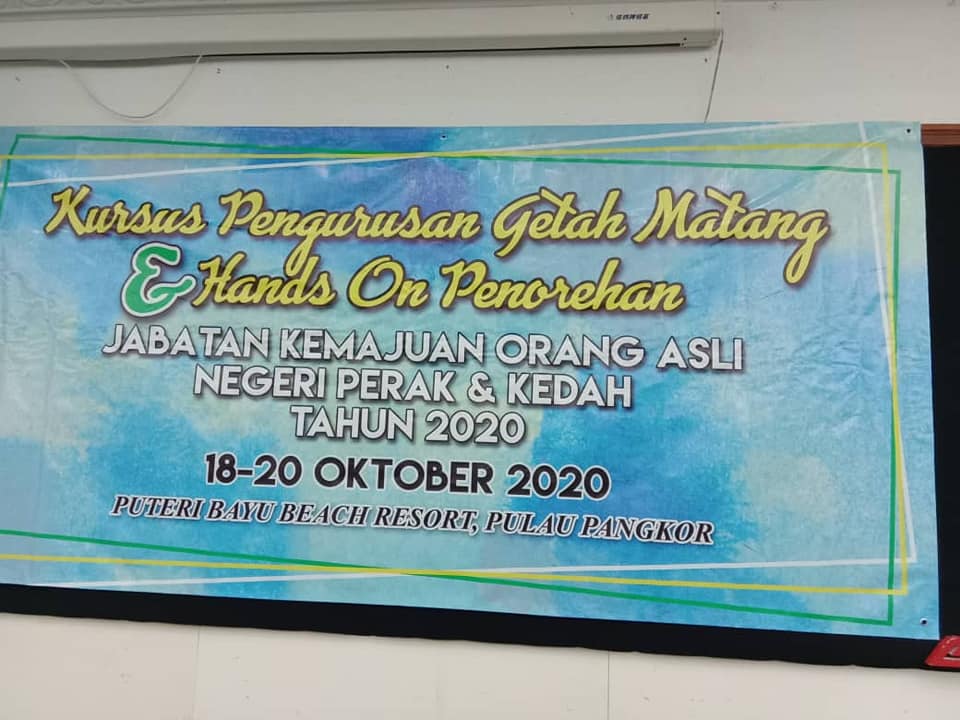 Kursus Pengurusan Getah Matang
& Hands On Penorehan
JABATAN KEMAJUAN ORANG ASLI
NEGERI PERAK & KEDAH
TAHUN 2020
18-20 OKTOBER 2020
PUTERI BAYU BEACH RESORT, PULAU PANGKOR